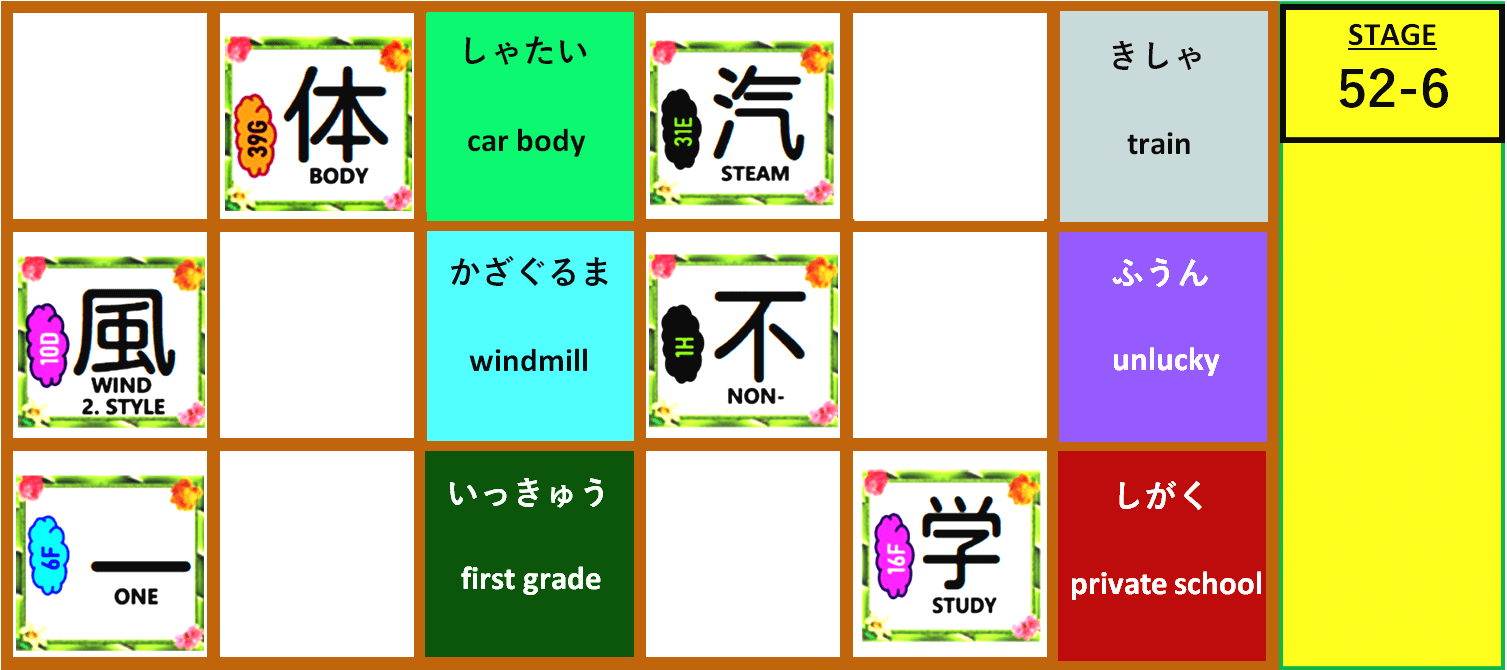 39G
体
BODY
しゃたい
car body
31E
汽
STEAM
きしゃ
train
STAGE
52-6
10D
風
WIND
2. STYLE
かざぐるま
windmill
1H
不
NON-
ふうん
unlucky
6F
一
ONE
いっきゅう
first grade
16F
学
STUDY
しがく
private school